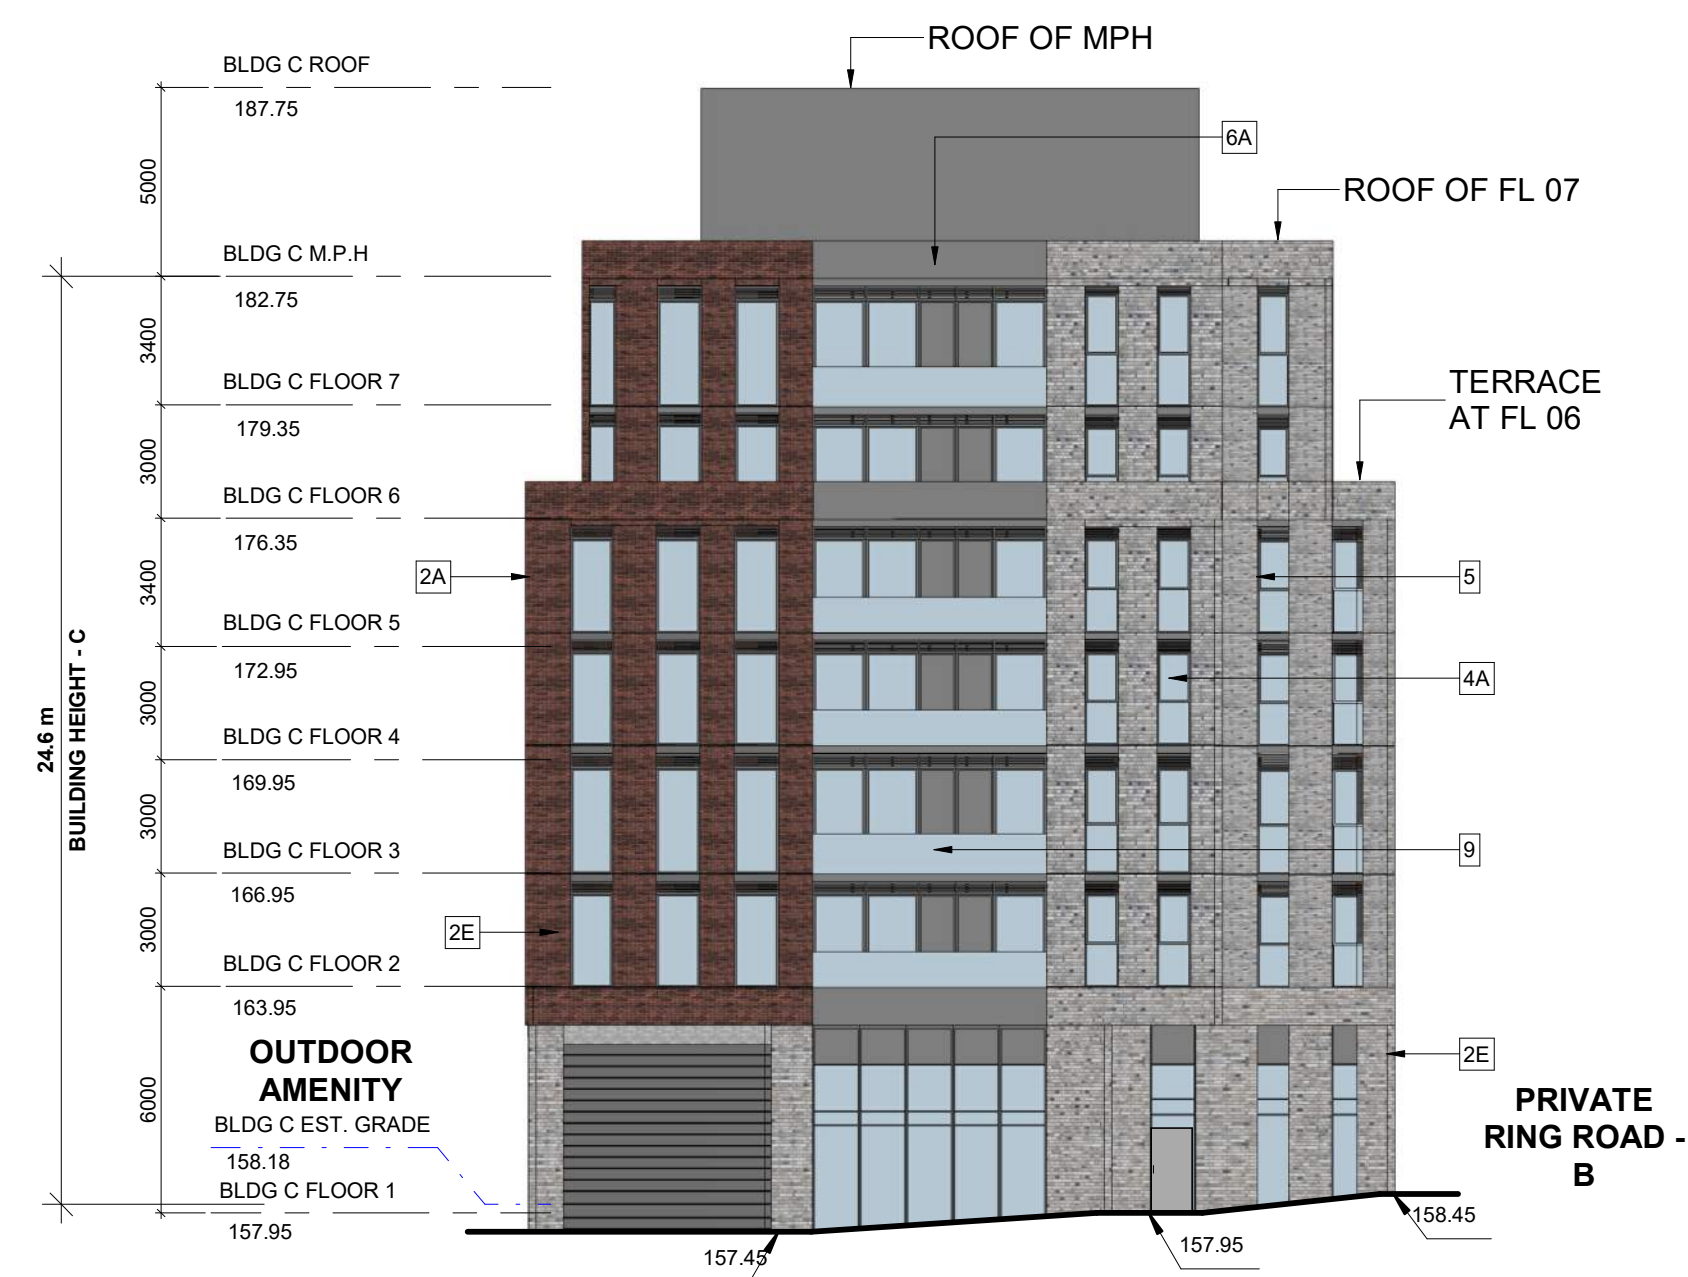 ROOF OF MPH
BLDG C ROOF
187.75
6A
5000
ROOF OF FL 07
BLDG C M.P.H
182.75
3400
BLDG C FLOOR 7
179.35
TERRACE
AT FL 06
3000
BLDG C FLOOR 6
176.35
2A
5
3400
BLDG C FLOOR 5
172.95
4A
3000
24.6 m
BUILDING HEIGHT - C
BLDG C FLOOR 4
169.95
3000
BLDG C FLOOR 3
166.95
9
3000
2E
BLDG C FLOOR 2
163.95
OUTDOOR
AMENITY
2E
6000
BLDG C EST. GRADE
158.18
BLDG C FLOOR 1
157.95
PRIVATE
RING ROAD -
B
158.45
157.95
157.45